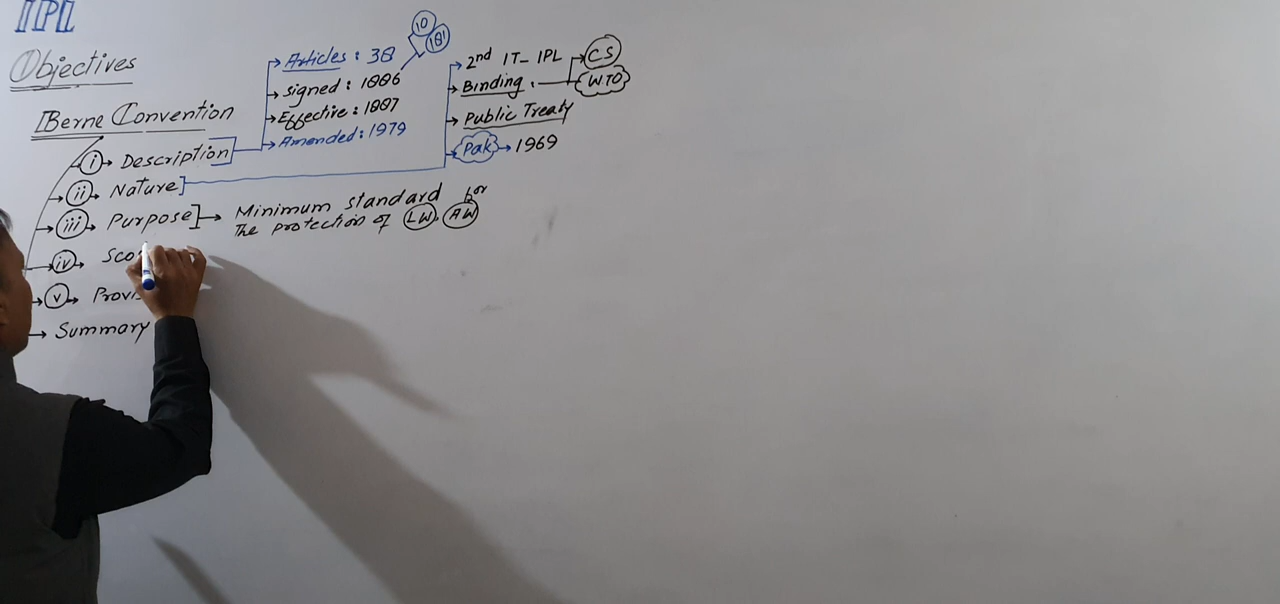 IPL
Objectives
Berne Convention
i → Description
Articles : 38
10
181
Signed : 1886
Effective : 1887
Amended : 1979
ii → Nature
2nd IT- IPL
Binding .
CS
WTO
Public Treaty
Pak → 1969
iii → Purpose → Minimum standard for
The protection of LW, AW
iv → Sco
v → Provis
→ Summary